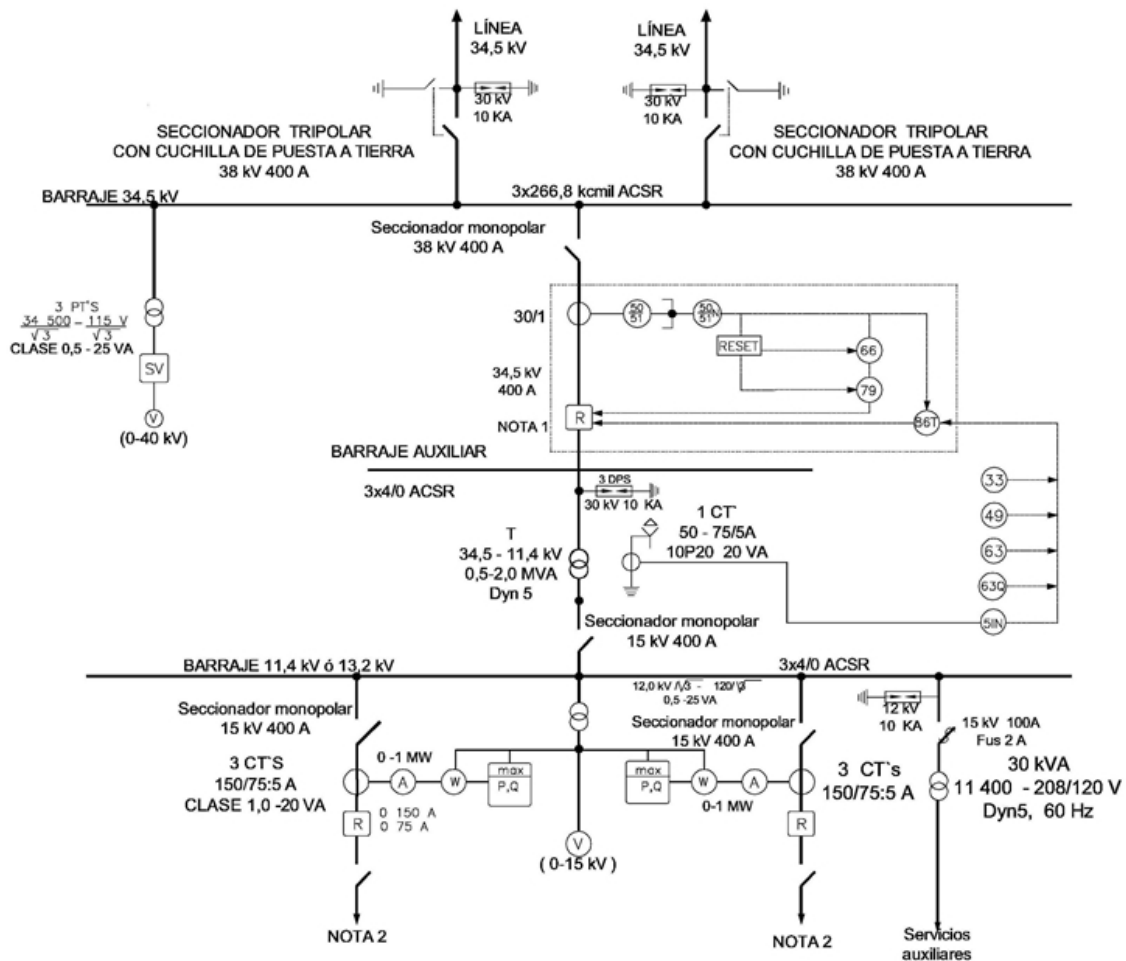 LÍNEA
34,5 kV
LÍNEA
34,5 kV
30 kV
10 KA
30 kV
10 KA
SECCIONADOR TRIPOLAR
CON CUCHILLA DE PUESTA A TIERRA
38 kV 400 A
SECCIONADOR TRIPOLAR
CON CUCHILLA DE PUESTA A TIERRA
38 kV 400 A
BARRAJE 34,5 kV
3x266,8 kcmil ACSR
Seccionador monopolar
38 kV 400 A
3 PT'S
34 500 - 115 V
√3 √3
CLASE 0,5 - 25 VA
SV
V
(0-40 kV)
30/1
50
51
50
51N
RESET
66
79
86T
34,5 kV
400 A
R
NOTA 1
BARRAJE AUXILIAR
3x4/0 ACSR
3 DPS
30 kV 10 KA
T
34,5 - 11,4 kV
0,5-2,0 MVA
Dyn 5
1 CT`
50 - 75/5A
10P20 20 VA
33
49
63
63Q
51N
Seccionador monopolar
15 kV 400 A
BARRAJE 11,4 kV ó 13,2 kV
3x4/0 ACSR
12,0 kV /√3 - 120/√3
0,5 -25 VA
Seccionador monopolar
15 kV 400 A
Seccionador monopolar
15 kV 400 A
12 kV
10 KA
15 kV 100A
Fus 2 A
3 CT`S
150/75:5 A
CLASE 1,0 -20 VA
0 -1 MW
A
W
max
P,Q
max
P,Q
W
A
0-1 MW
3 CT`s
150/75:5 A
30 kVA
11 400 - 208/120 V
Dyn5, 60 Hz
R
0 150 A
0 75 A
V
( 0-15 kV )
R
NOTA 2
NOTA 2
Servicios
auxiliares